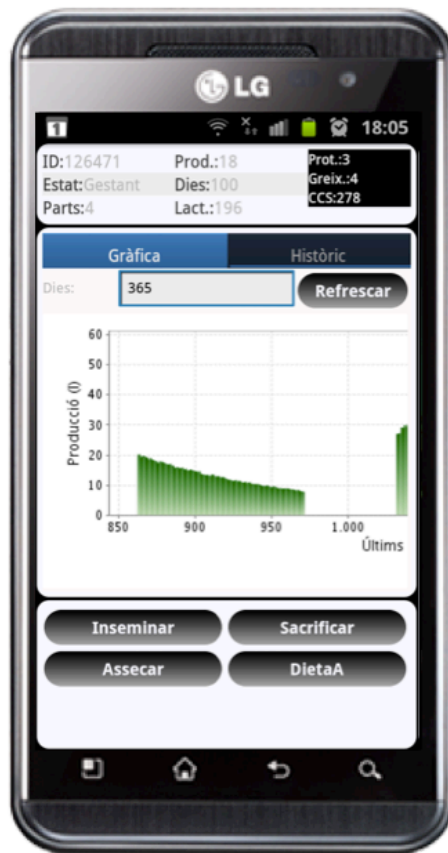 LG
1 18:05
ID:126471 Prod.:18 Prot.:3
Estat:Gestant Dies:100 Greix.:4
Parts:4 Lact.:196 CCS:278
Gràfica Històric
Dies: 365 Refrescar
Producció (l)
60
50
40
30
20
10
0
850 900 950 1.000
Últims
Inseminar Sacrificar
Assecar DietaA